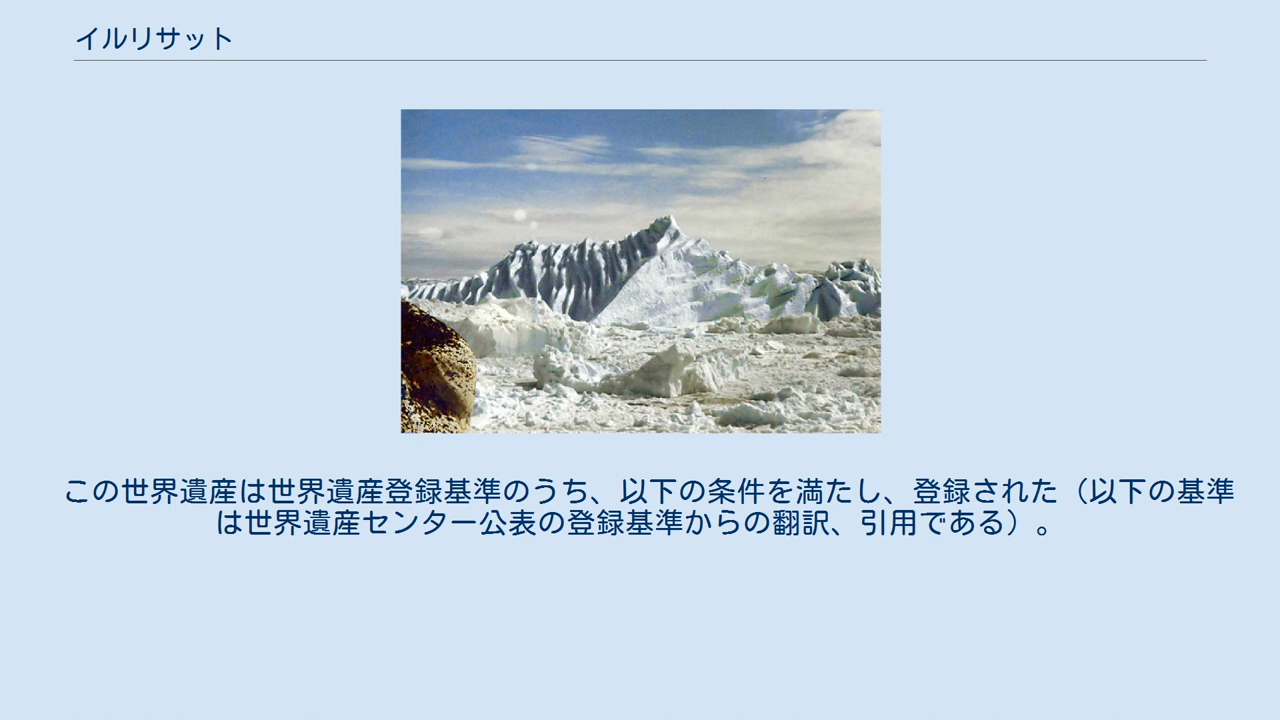 イルリサット
この世界遺産は世界遺産登録基準のうち、以下の条件を満たし、登録された（以下の基準
は世界遺産センター公表の登録基準からの翻訳、引用である）。